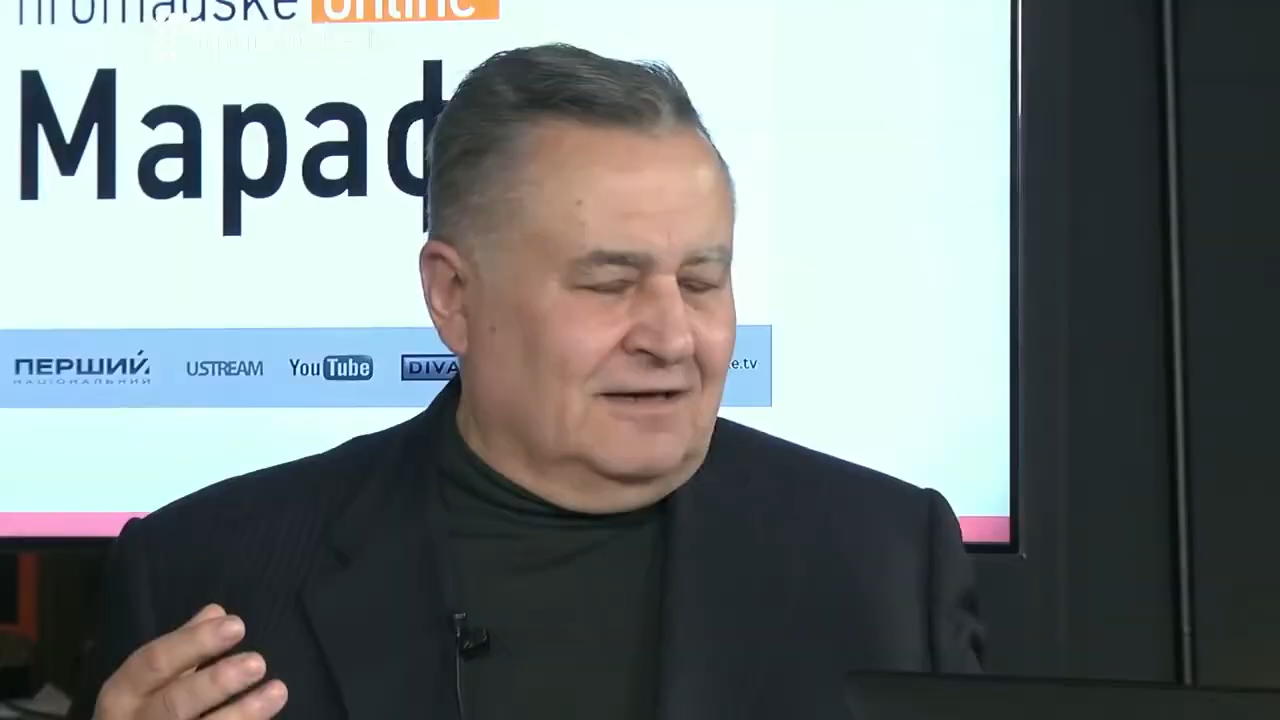 hromadske online
Мараф
ПЕРШИЙ
НАЦІОНАЛЬНИЙ
USTREAM
YouTube
DIVA
e.tv